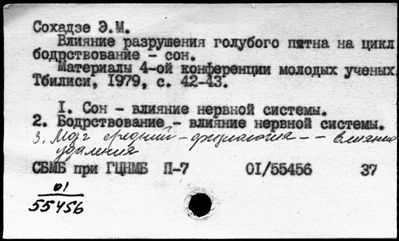 Сохадзе Э.М.
Влияние разрушения голубого пятна на цикл
бодрствование - сон.
Материалы 4-ой конференции молодых ученых.
Тбилиси, 1979, с. 42-43.
I. Сон - влияние нервной системы.
2. Бодрствование - влияние нервной системы.
3. Мозг средний - физиология -- влияние
удаления
СБМБ при ГЦНМБ П-7 OI/55456 37
01
55456